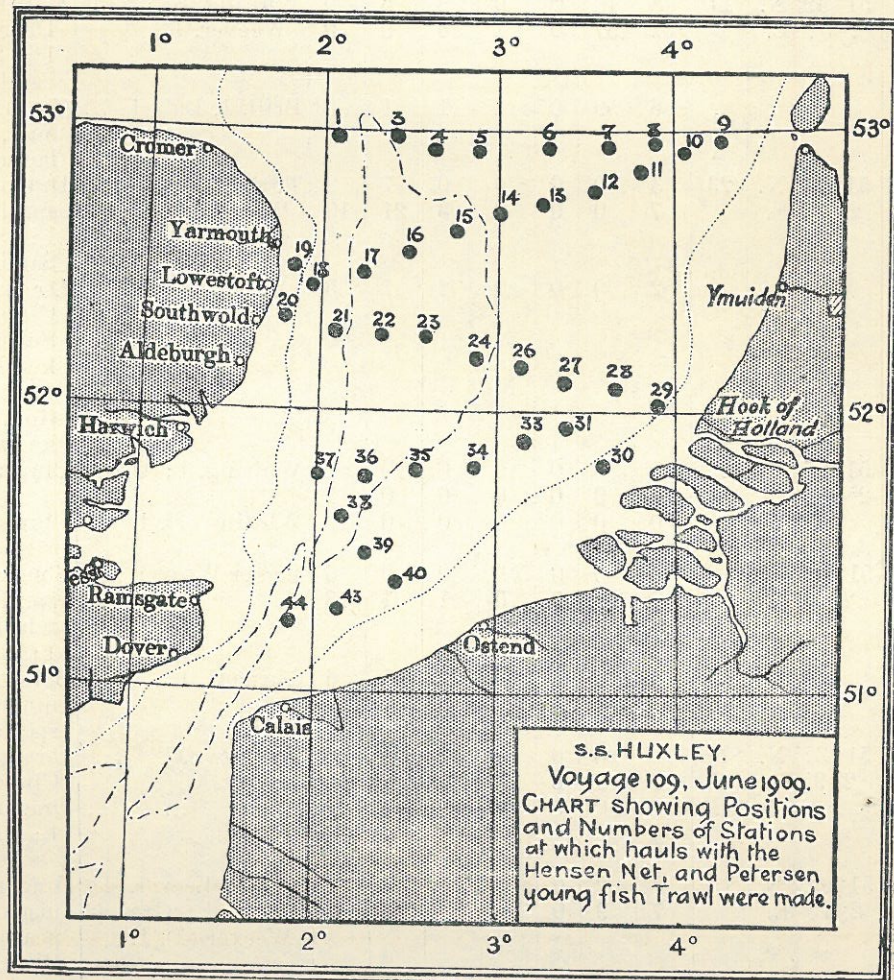 1° 2° 3° 4°
53° 53°
1 3 4 5 6 7 8 10 9
Cromer
11
12
13
14
15
16
17
Yarmouth 19
18
Lowestoft
20
Southwold
Ymuiden
21 22 23
Aldeburgh
24 26 27 28 29
52° 52°
Harwich
Hook of
Holland
37 36 35 34 33 31 30
33
39
40
ess
Ramsgate
44 43
Dover
Ostend
51° 51°
Calais
S.S. HUXLEY.
Voyage 109, June 1909.
CHART showing Positions
and Numbers of Stations
at which hauls with the
Hensen Net, and Petersen
young fish Trawl were made.
1° 2° 3° 4°